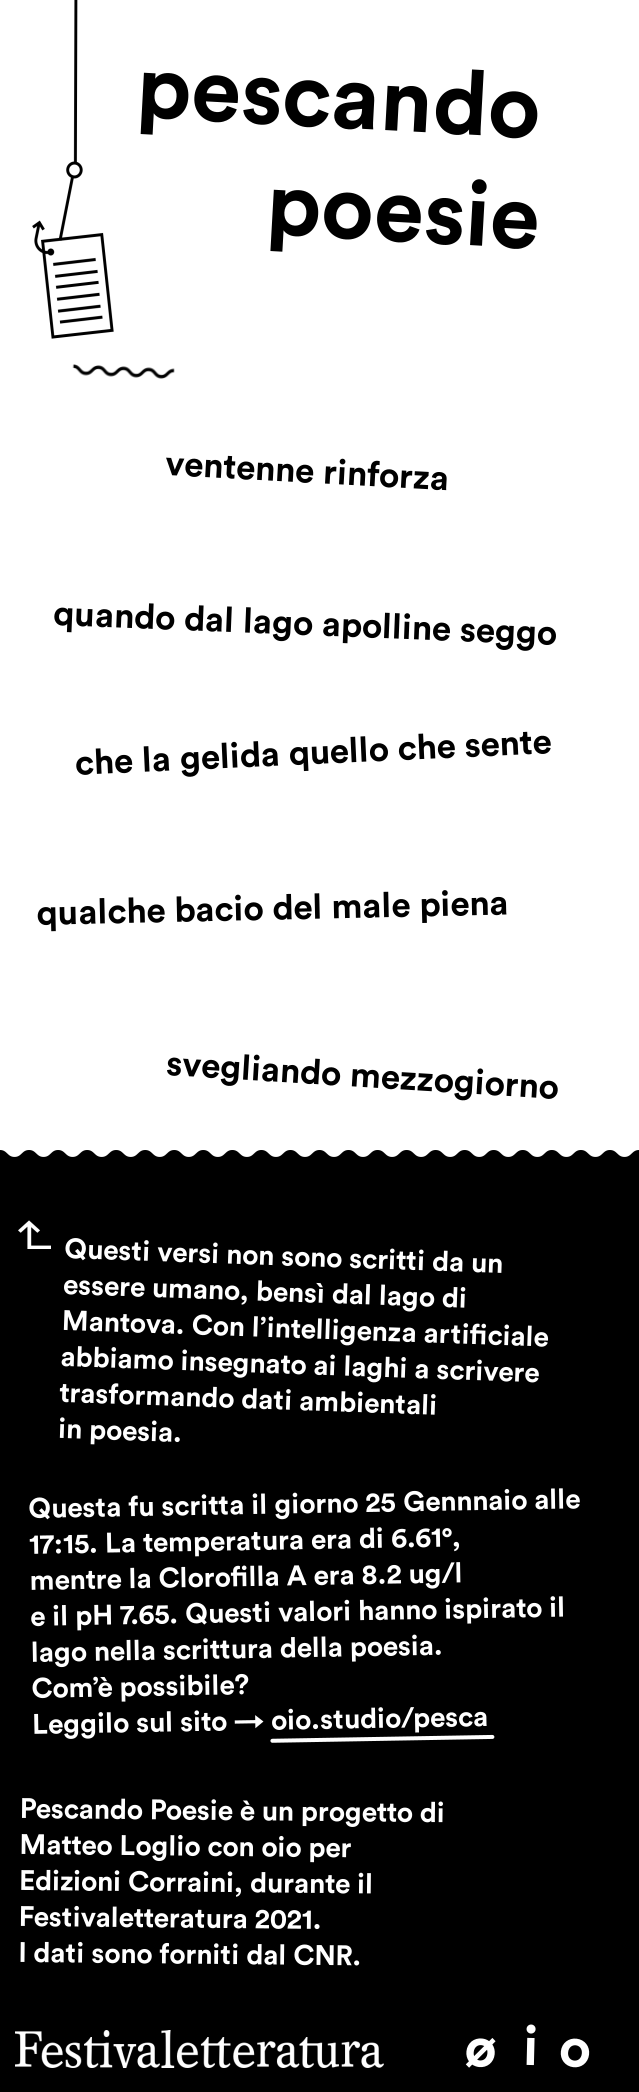 pescando
poesie
ventenne rinforza
quando dal lago apolline seggo
che la gelida quello che sente
qualche bacio del male piena
svegliando mezzogiorno
Questi versi non sono scritti da un
essere umano, bensì dal lago di
Mantova. Con l’intelligenza artificiale
abbiamo insegnato ai laghi a scrivere
trasformando dati ambientali
in poesia.
Questa fu scritta il giorno 25 Gennnaio alle
17:15. La temperatura era di 6.61°,
mentre la Clorofilla A era 8.2 ug/l
e il pH 7.65. Questi valori hanno ispirato il
lago nella scrittura della poesia.
Com’è possibile?
Leggilo sul sito → oio.studio/pesca
Pescando Poesie è un progetto di
Matteo Loglio con oio per
Edizioni Corraini, durante il
Festivaletteratura 2021.
I dati sono forniti dal CNR.
Festivaletteratura øio